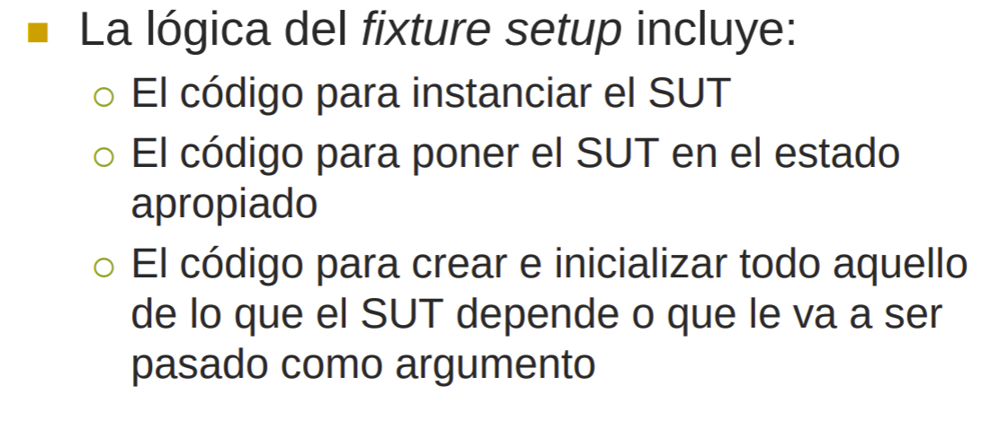 La lógica del fixture setup incluye:
El código para instanciar el SUT
El código para poner el SUT en el estado
apropiado
El código para crear e inicializar todo aquello
de lo que el SUT depende o que le va a ser
pasado como argumento